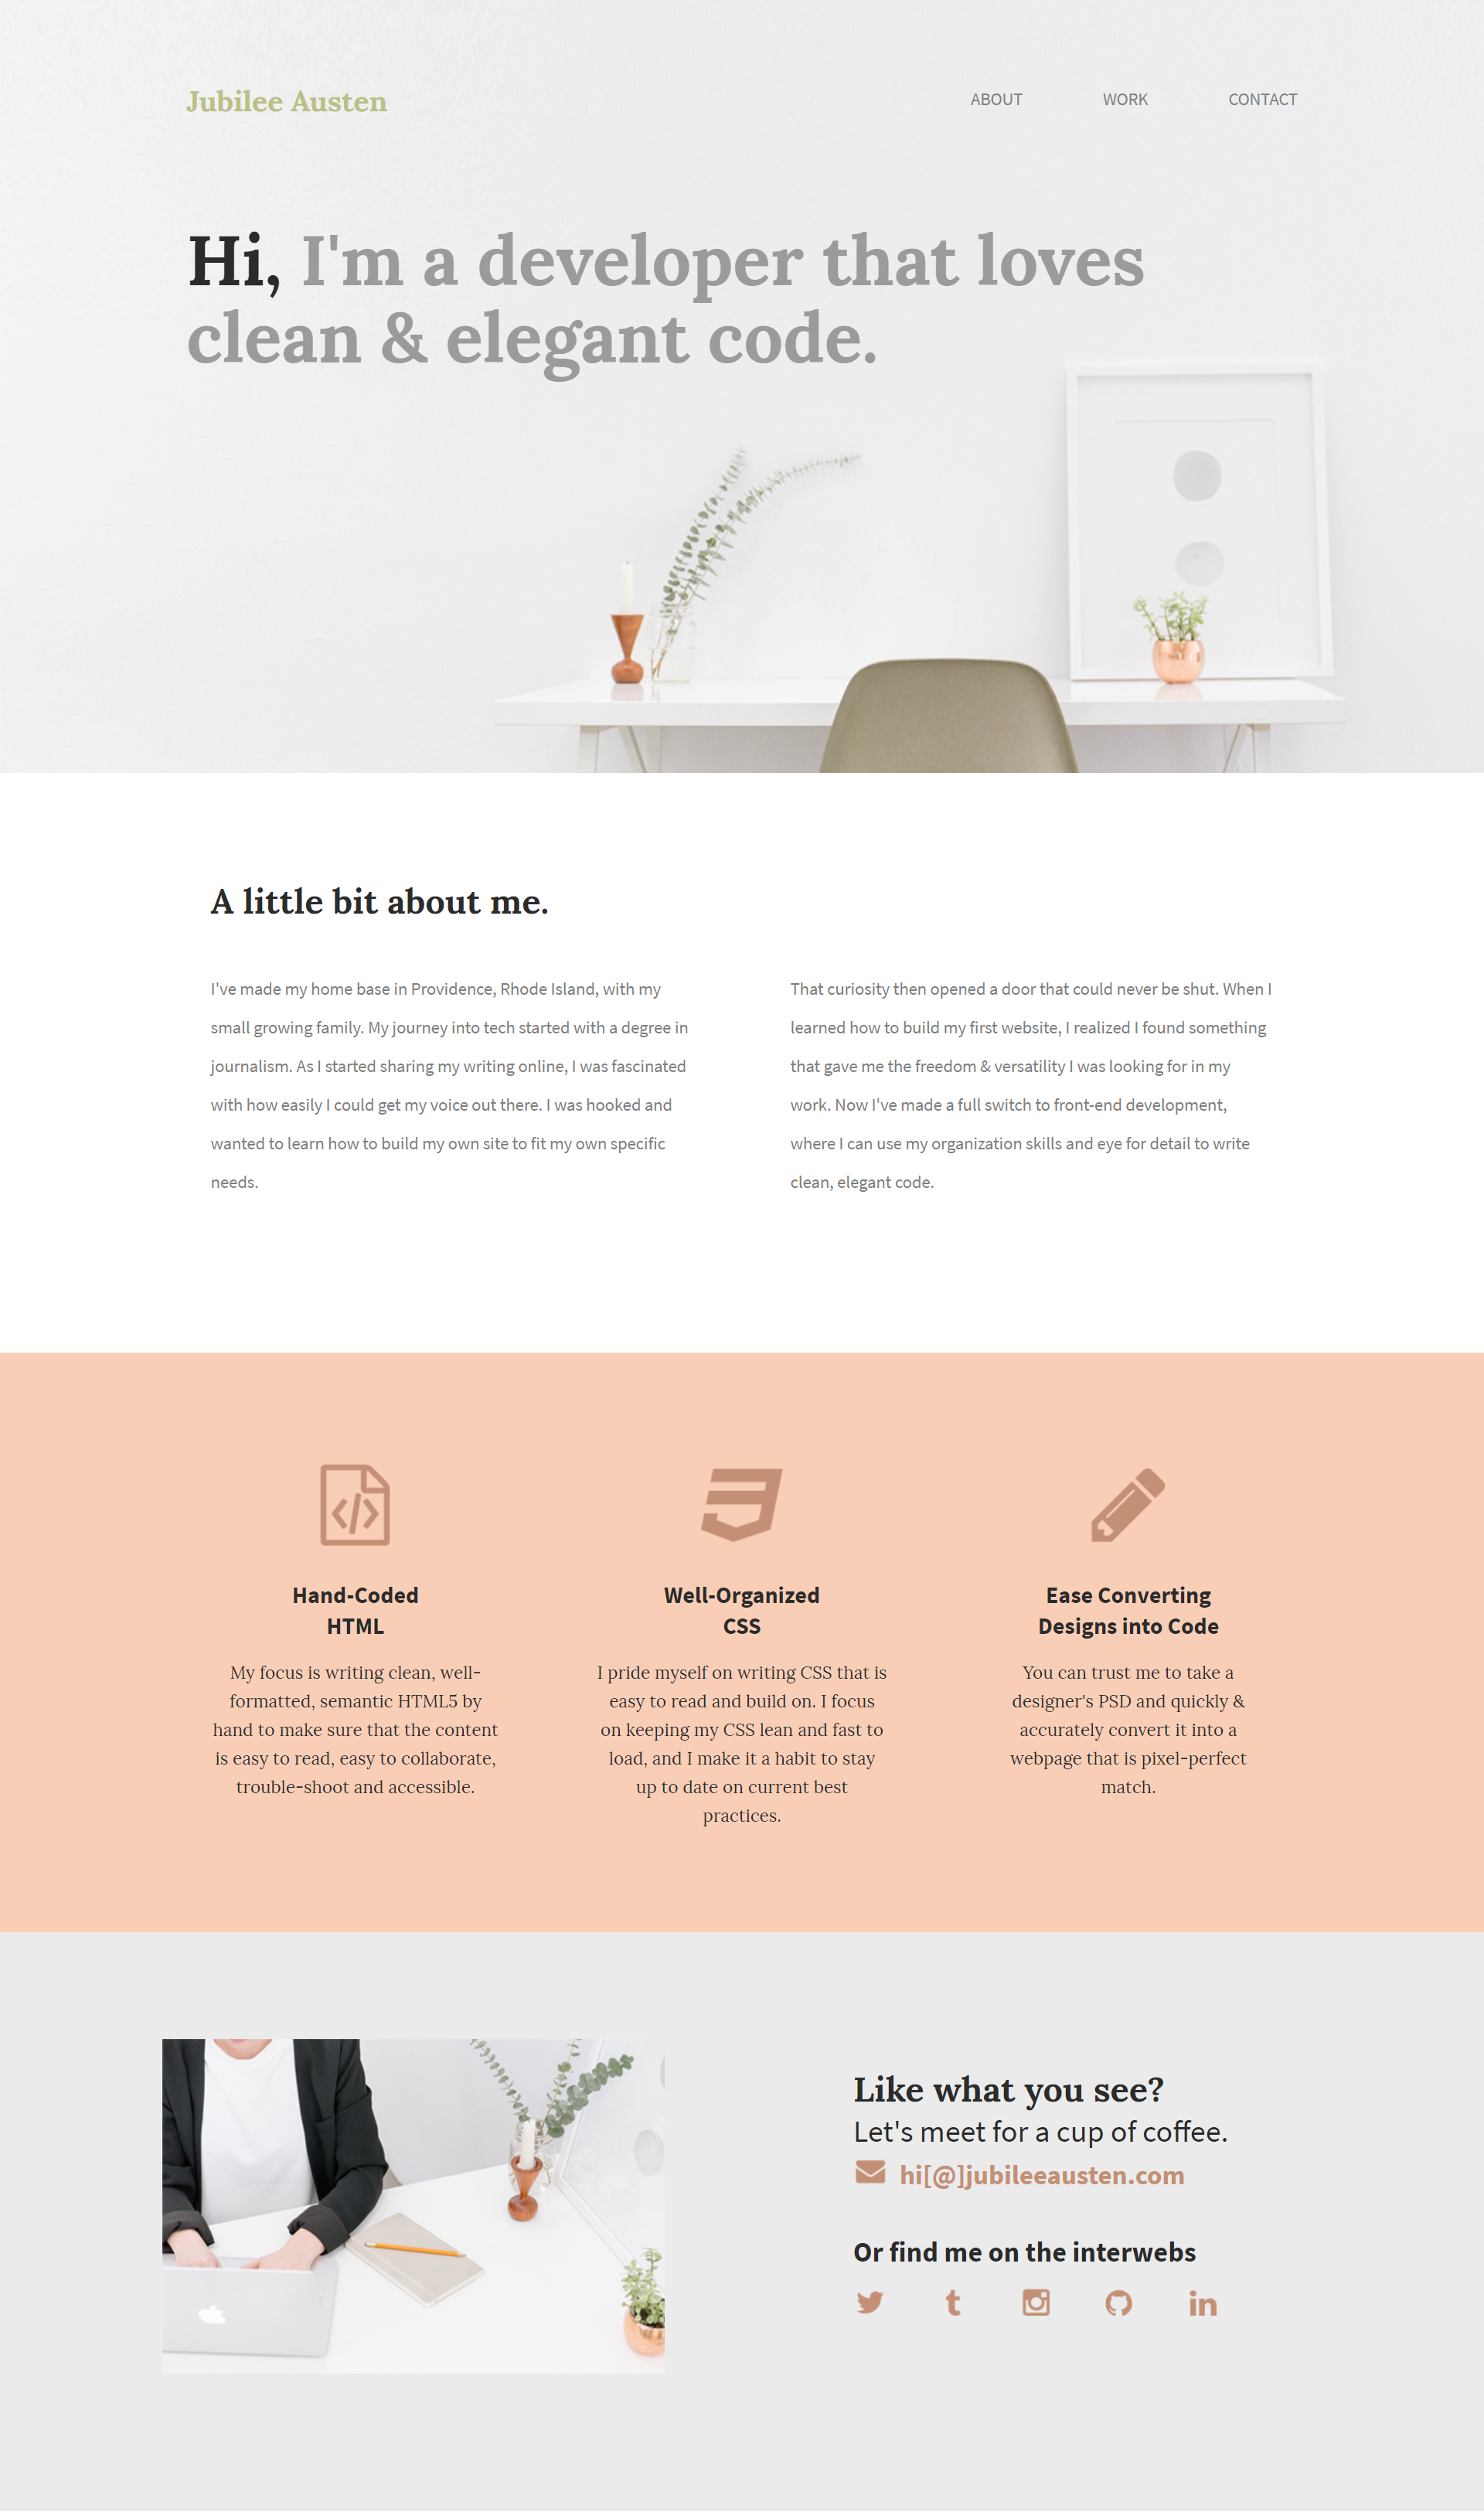 Jubilee Austen
ABOUT WORK CONTACT
Hi, I'm a developer that loves
clean & elegant code.
A little bit about me.
I've made my home base in Providence, Rhode Island, with my
small growing family. My journey into tech started with a degree in
journalism. As I started sharing my writing online, I was fascinated
with how easily I could get my voice out there. I was hooked and
wanted to learn how to build my own site to fit my own specific
needs.
That curiosity then opened a door that could never be shut. When I
learned how to build my first website, I realized I found something
that gave me the freedom & versatility I was looking for in my
work. Now I've made a full switch to front-end development,
where I can use my organization skills and eye for detail to write
clean, elegant code.
Hand-Coded
HTML
My focus is writing clean, well-
formatted, semantic HTML5 by
hand to make sure that the content
is easy to read, easy to collaborate,
trouble-shoot and accessible.
Well-Organized
CSS
I pride myself on writing CSS that is
easy to read and build on. I focus
on keeping my CSS lean and fast to
load, and I make it a habit to stay
up to date on current best
practices.
Ease Converting
Designs into Code
You can trust me to take a
designer's PSD and quickly &
accurately convert it into a
webpage that is pixel-perfect
match.
Like what you see?
Let's meet for a cup of coffee.
hi[@]jubileeausten.com
Or find me on the interwebs